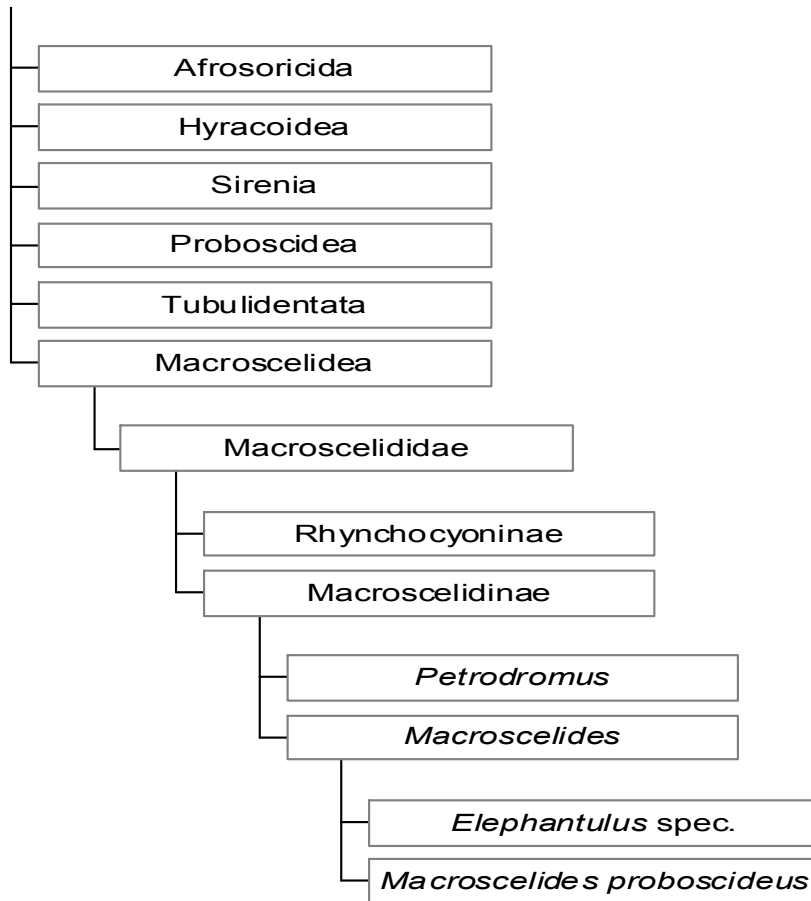 Afrosoricida
Hyracoidea
Sirenia
Proboscidea
Tubulidentata
Macroscelidea
Macroscelididae
Rhynchocyoninae
Macroscelidinae
Petrodromus
Macroscelides
Elephantulus spec.
Macroscelides proboscideus